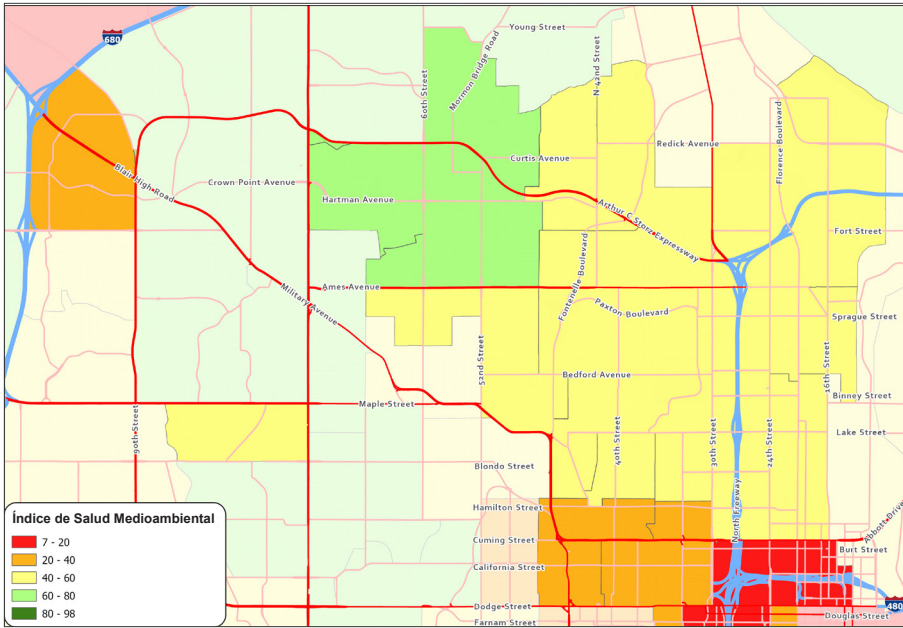 Young Street
680
60th Street
Mormon Bridge Road
N 42nd Street
Redick Avenue
Florence Boulevard
Curtis Avenue
Blair High Road
Crown Point Avenue
Hartman Avenue
Arthur C Storz Expressway
Fort Street
Fontenelle Boulevard
Ames Avenue
Military Avenue
Paxton Boulevard
Sprague Street
52nd Street
16th Street
Bedford Avenue
Binney Street
Maple Street
90th Street
40th Street
30th Street
24th Street
Lake Street
Blondo Street
Hamilton Street
North Freeway
Abbott Drive
Cuming Street
Burt Street
California Street
Dodge Street
480
Douglas Street
Farnam Street
Índice de Salud Medioambiental
7 - 20
20 - 40
40 - 60
60 - 80
80 - 98